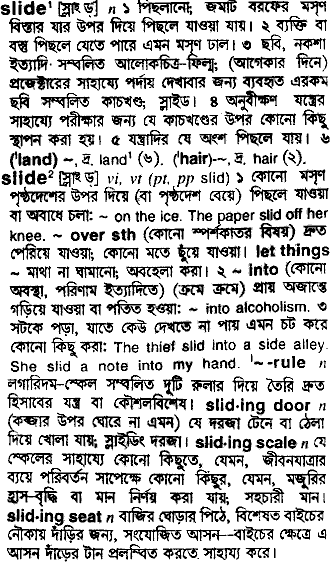 slide¹ [স্লাইড্] n ১ পিছলানো; জমাট বরফের মসৃণ
বিস্তার যার উপর দিয়ে পিছলে যাওয়া যায়। ২ ব্যক্তি বা
বস্তু পিছলে যেতে পারে এমন মসৃণ ঢাল। ৩ ছবি, নকশা
ইত্যাদি সম্বলিত আলোকচিত্র-ফিল্ম; (আগেকার দিনে)
প্রজেক্টরের সাহায্যে পর্দায় দেখাবার জন্য ব্যবহৃত এরকম
ছবি সম্বলিত কাচখণ্ড; স্লাইড। ৪ অনুবীক্ষণ যন্ত্রের
সাহায্যে পরীক্ষার জন্য যে কাচখণ্ডের উপর কোনো কিছু
স্থাপন করা হয়। ৫ যন্ত্রাদির যে অংশ পিছলে যায়। ৬
(ˈland) ~, দ্র. land¹ (৬). (ˈhair)-~, দ্র. hair (২).
slide² [স্লাইড্] vi, vt (pt, pp slid) ১ কোনো মসৃণ
পৃষ্ঠদেশের উপর দিয়ে (বা পৃষ্ঠদেশ বেয়ে) পিছলে যাওয়া
বা অবাধে চলা: ~ on the ice. The paper slid off her
knee. ~ over sth (কোনো স্পর্শকাতর বিষয়) দ্রুত
পেরিয়ে যাওয়া; কোনো মতে ছুঁয়ে যাওয়া। let things
~ মাথা না ঘামানো; অবহেলা করা। ২ ~ into (কোনো
অবস্থা, পরিণাম ইত্যাদিতে) (ক্রমে ক্রমে) প্রায় অজান্তে
গড়িয়ে যাওয়া বা পতিত হওয়া: ~ into alcoholism. ৩
সটকে পড়া, যাতে কেউ দেখতে না পায় এমন চট করে
কোনো কিছু করা: The thief slid into a side alley.
She slid a note into my hand. ˈ~-rule n
লগারিদম-স্কেল সম্বলিত দুটি রুলার দিয়ে তৈরি দ্রুত
হিসাবের যন্ত্র বা কৌশলবিশেষ। slid·ing door n
(কব্জার উপর ঘোরে না এমন) যে দরজা টেনে বা ঠেলা
দিয়ে খোলা যায়; স্লাইডিং দরজা। slid·ing scale n যে
স্কেলের সাহায্যে কোনো কিছুতে, যেমন, জীবনযাত্রার
ব্যয়ে পরিবর্তন সাপেক্ষে কোনো কিছুর, যেমন, মজুরির
হ্রাস-বৃদ্ধি বা মান নির্ণয় করা যায়; সহচারী মান।
slid·ing seat n বাজির ঘোড়ার পিঠে, বিশেষত বাইচের
নৌকায় দাঁড়ির জন্য, সংযোজিত আসন—বাইচের ক্ষেত্রে এ
আসন দাঁড়ের টান প্রলম্বিত করতে সাহায্য করে।